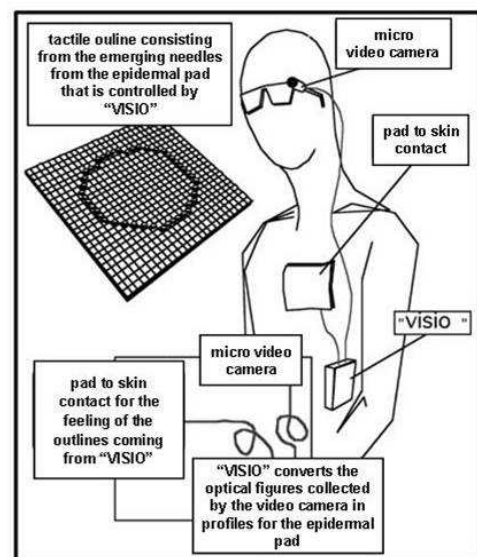 tactile ouline consisting
from the emerging needles
from the epidermal pad
that is controlled by
“VISIO”
micro
video camera
pad to skin
contact
"VISIO "
micro video
camera
pad to skin
contact for the
feeling of the
outlines coming
from “VISIO”
“VISIO” converts the
optical figures collected
by the video camera in
profiles for the epidermal
pad